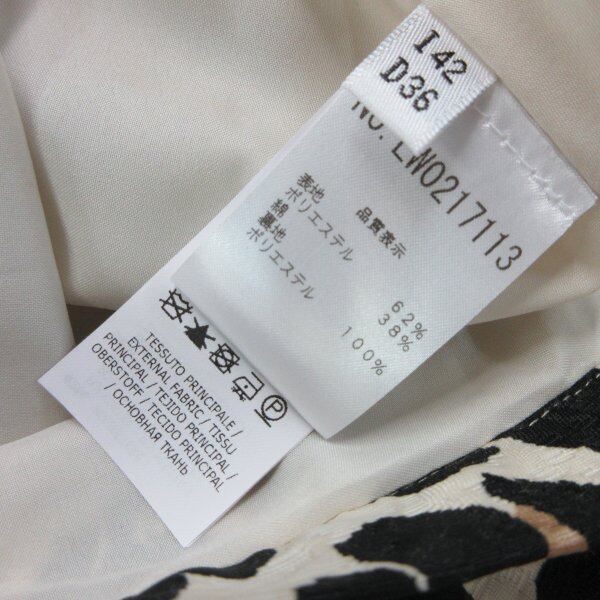 I 42
D36
NO. LW0217113
品質表示
表地
ポリエステル 62%
綿 38%
裏地
ポリエステル 100%
TESSUTO PRINCIPALE/
EXTERNAL FABRIC / TISSU
PRINCIPAL / TEJIDO PRINCIPAL /
OBERSTOFF / TECIDO PRINCIPAL
/ ОСНОВНАЯ ТКАНЬ
P